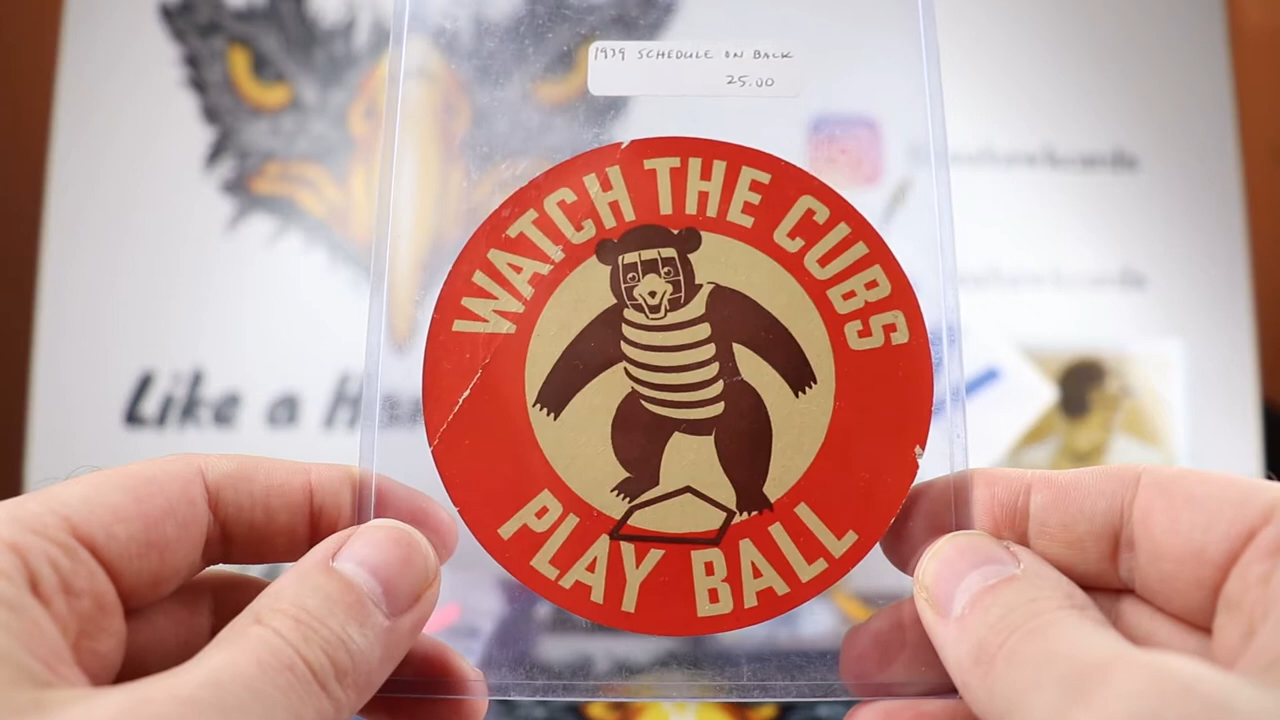 1939 SCHEDULE ON BACK
25.00
WATCH THE CUBS
PLAY BALL
Like a H